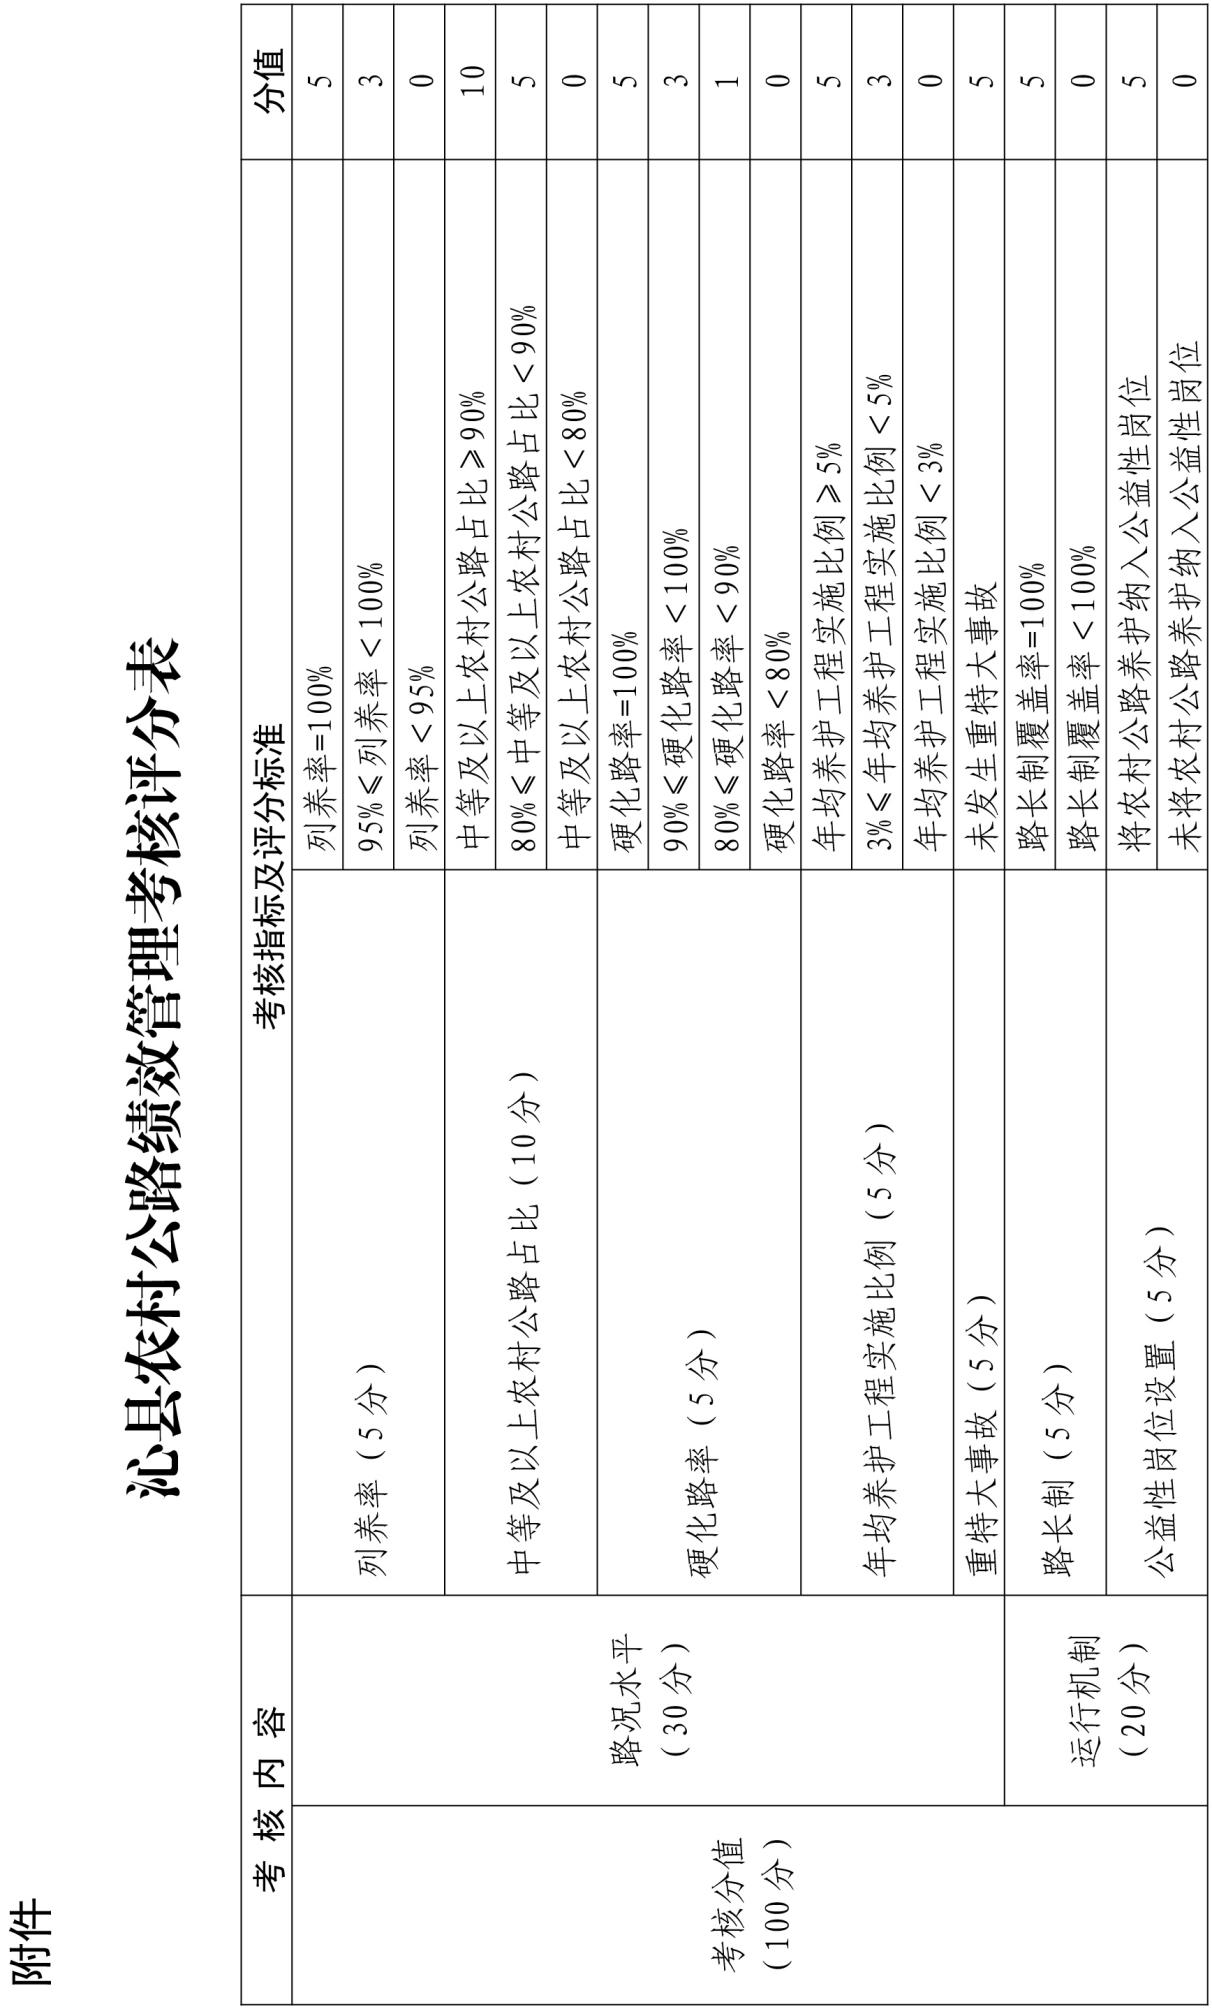 附件
沁县农村公路绩效管理考核评分表
考 核 内 容
考核指标及评分标准
分值
考核分值
（100 分）
路况水平
（30 分）
列养率（5 分）
列养率=100%
5
95%≤列养率＜100%
3
列养率＜95%
0
中等及以上农村公路占比（10 分）
中等及以上农村公路占比≥90%
10
80%≤中等及以上农村公路占比＜90%
5
中等及以上农村公路占比＜80%
0
硬化路率（5 分）
硬化路率=100%
5
90%≤硬化路率＜100%
3
80%≤硬化路率＜90%
1
硬化路率＜80%
0
年均养护工程实施比例（5 分）
年均养护工程实施比例≥5%
5
3%≤年均养护工程实施比例＜5%
3
年均养护工程实施比例＜3%
0
重特大事故（5 分）
未发生重特大事故
5
运行机制
（20 分）
路长制（5 分）
路长制覆盖率=100%
5
路长制覆盖率＜100%
0
公益性岗位设置（5 分）
将农村公路养护纳入公益性岗位
5
未将农村公路养护纳入公益性岗位
0